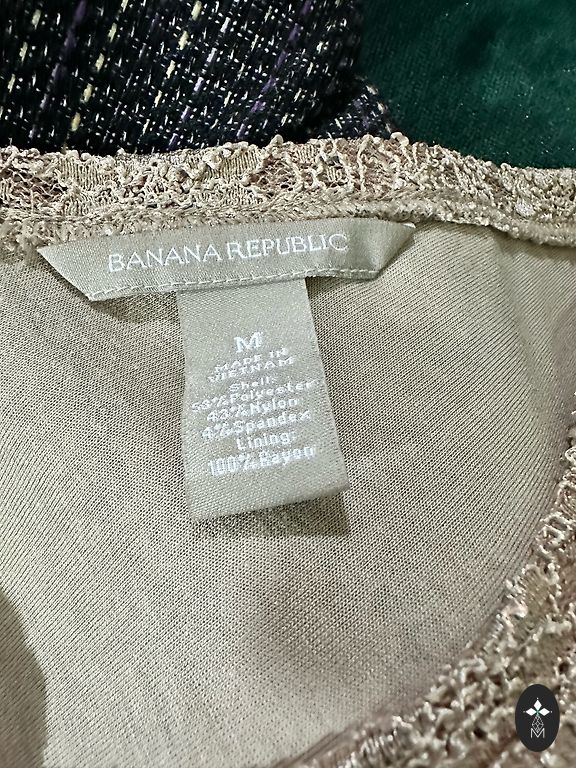 BANANA REPUBLIC
M
MADE IN
VIETNAM
Shell:
53%Polyester
43%Nylon
4%Spandex
Lining:
100%Rayon
M